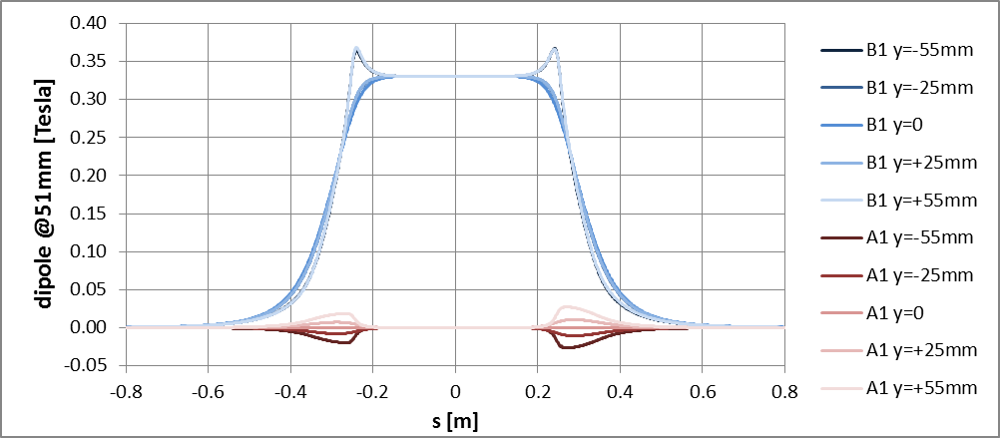 dipole @51mm [Tesla]
0.40
0.35
0.30
0.25
0.20
0.15
0.10
0.05
0.00
-0.05
-0.8
-0.6
-0.4
-0.2
0
0.2
0.4
0.6
0.8
s [m]
B1 y=-55mm
B1 y=-25mm
B1 y=0
B1 y=+25mm
B1 y=+55mm
A1 y=-55mm
A1 y=-25mm
A1 y=0
A1 y=+25mm
A1 y=+55mm